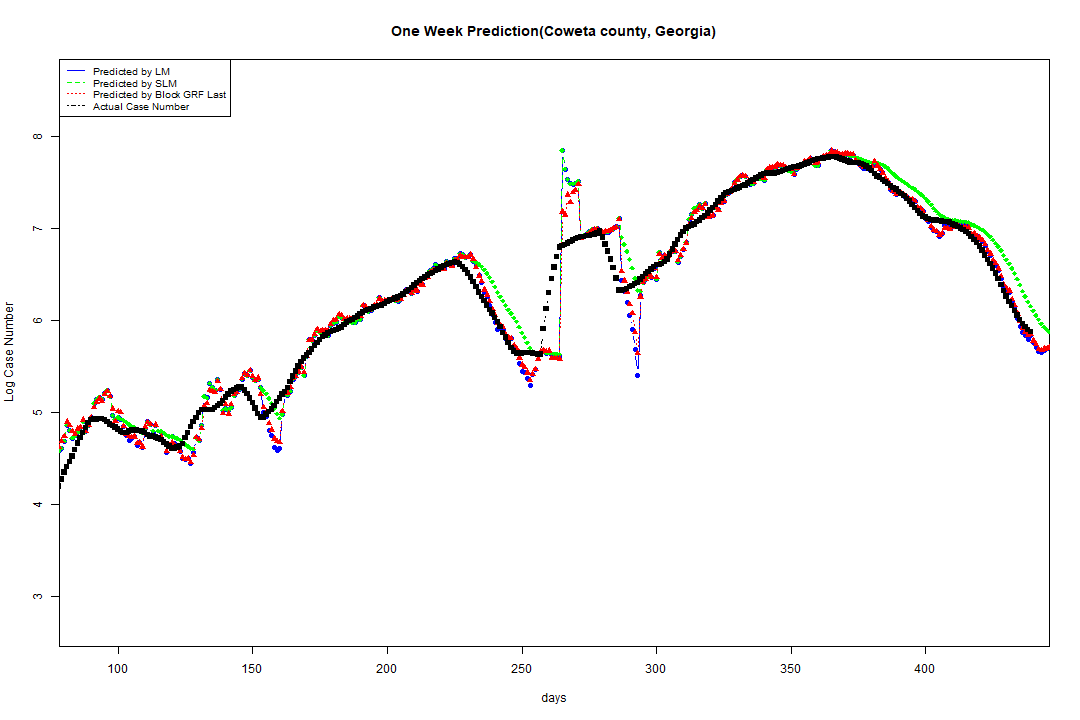 One Week Prediction(Coweta county, Georgia)
Predicted by LM
Predicted by SLM
Predicted by Block GRF Last
Actual Case Number
8
7
6
5
4
3
Log Case Number
100 150 200 250 300 350 400
days